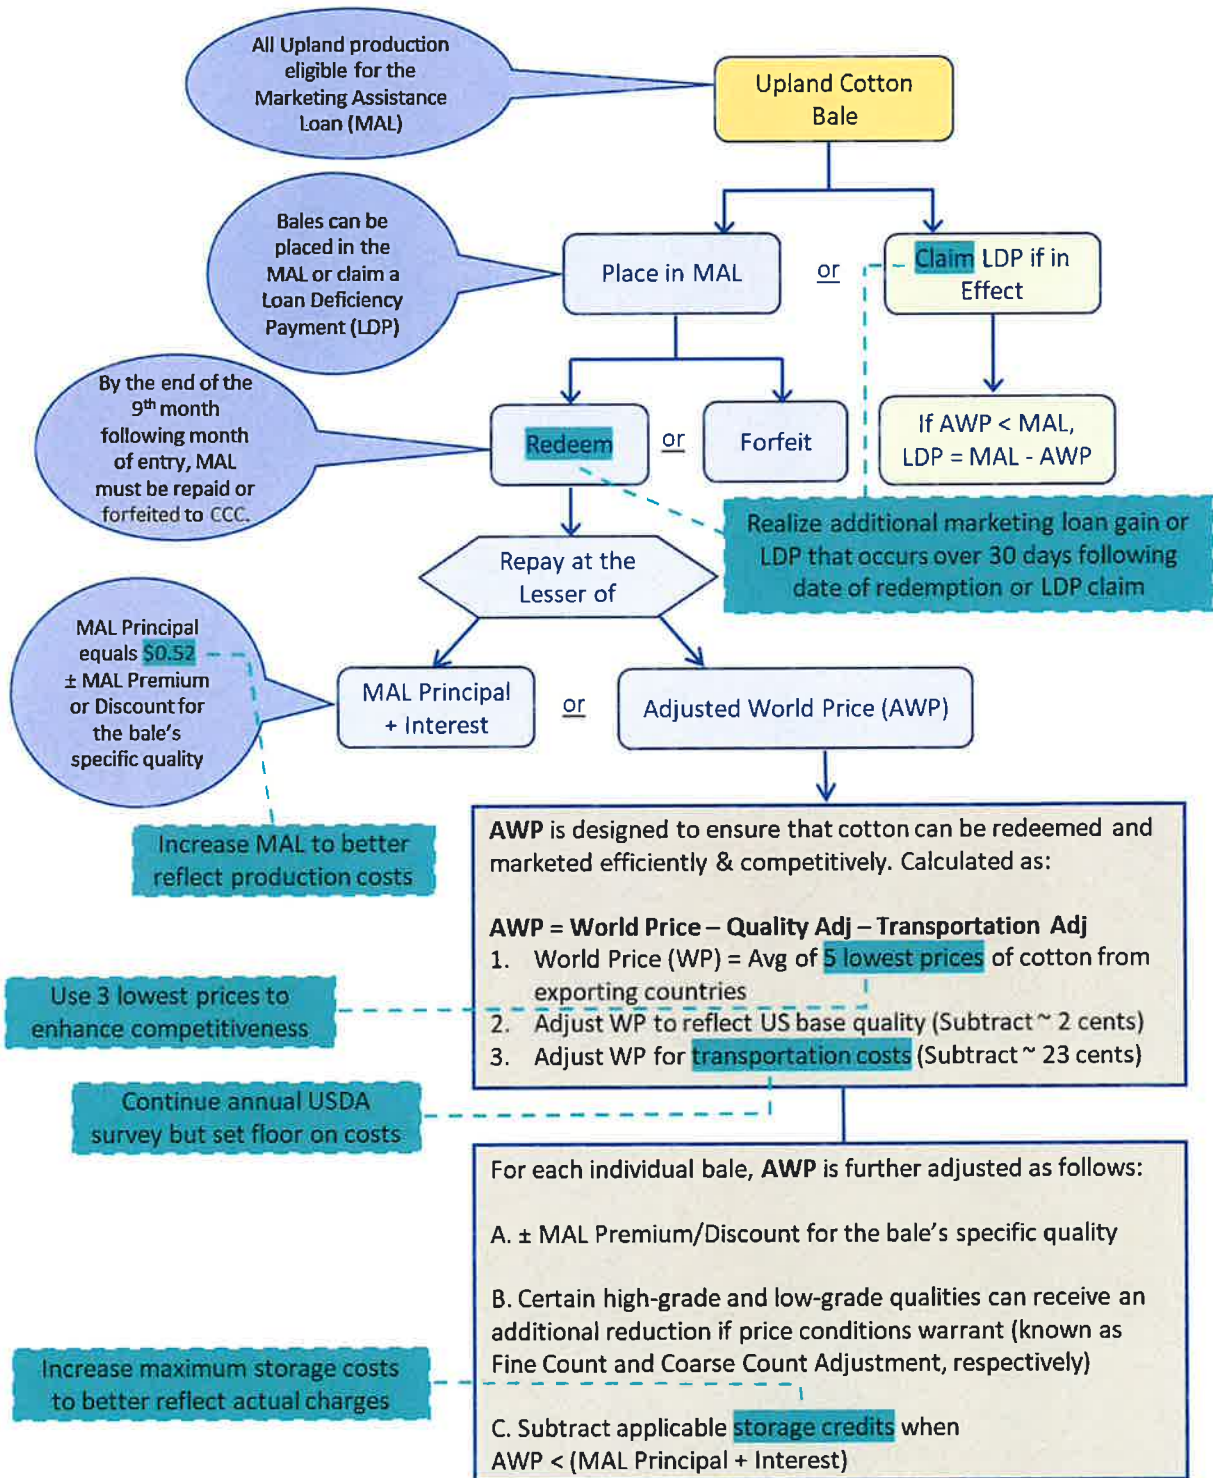 All Upland production
eligible for the
Marketing Assistance
Loan (MAL)
Upland Cotton
Bale
Bales can be
placed in the
MAL or claim a
Loan Deficiency
Payment (LDP)
Place in MAL
or
Claim LDP if in
Effect
By the end of the
9th month
following month
of entry, MAL
must be repaid or
forfeited to CCC.
Redeem
or
Forfeit
If AWP < MAL,
LDP = MAL - AWP
Realize additional marketing loan gain or
LDP that occurs over 30 days following
date of redemption or LDP claim
Repay at the
Lesser of
MAL Principal
equals $0.52
± MAL Premium
or Discount for
the bale's
specific quality
MAL Principal
+ Interest
or
Adjusted World Price (AWP)
Increase MAL to better
reflect production costs
AWP is designed to ensure that cotton can be redeemed and
marketed efficiently & competitively. Calculated as:
AWP = World Price – Quality Adj – Transportation Adj
1. World Price (WP) = Avg of 5 lowest prices of cotton from
exporting countries
2. Adjust WP to reflect US base quality (Subtract ~ 2 cents)
3. Adjust WP for transportation costs (Subtract ~ 23 cents)
Use 3 lowest prices to
enhance competitiveness
Continue annual USDA
survey but set floor on costs
For each individual bale, AWP is further adjusted as follows:
A. ± MAL Premium/Discount for the bale's specific quality
B. Certain high-grade and low-grade qualities can receive an
additional reduction if price conditions warrant (known as
Fine Count and Coarse Count Adjustment, respectively)
Increase maximum storage costs
to better reflect actual charges
C. Subtract applicable storage credits when
AWP < (MAL Principal + Interest)